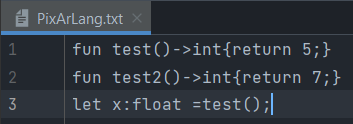 PixArLang.txt
1 fun test()->int{return 5;}
2 fun test2()->int{return 7;}
3 let x:float =test();